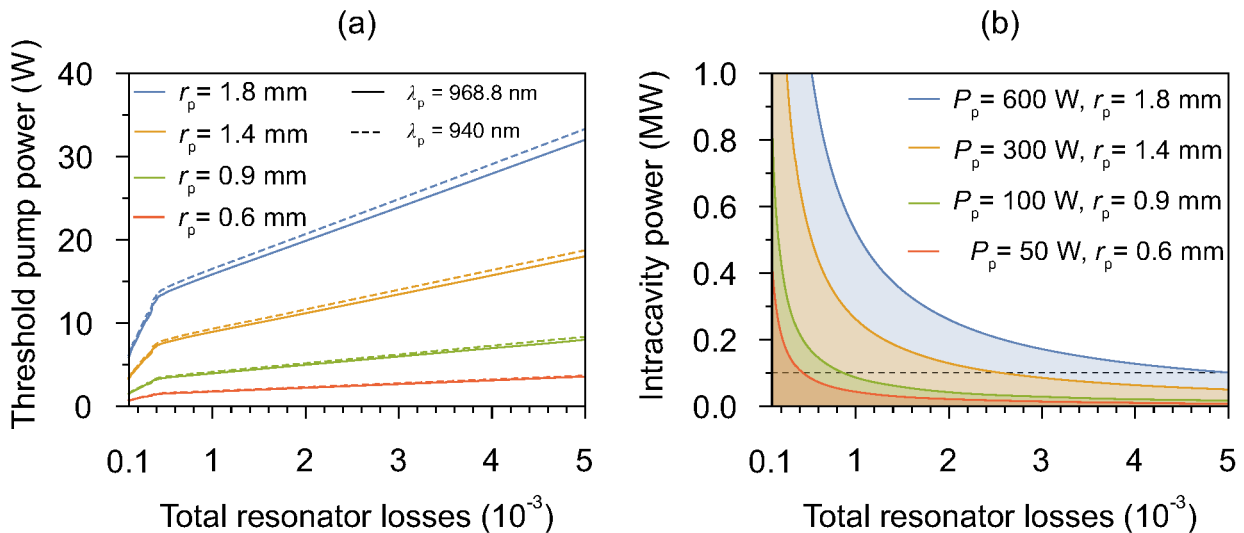 (a)
Threshold pump power (W)
40
30
20
10
0
r_p = 1.8 mm
r_p = 1.4 mm
r_p = 0.9 mm
r_p = 0.6 mm
λ_p = 968.8 nm
λ_p = 940 nm
0.1 1 2 3 4 5
Total resonator losses (10⁻³)
(b)
Intracavity power (MW)
1.0
0.8
0.6
0.4
0.2
0.0
P_p = 600 W, r_p = 1.8 mm
P_p = 300 W, r_p = 1.4 mm
P_p = 100 W, r_p = 0.9 mm
P_p = 50 W, r_p = 0.6 mm
0.1 1 2 3 4 5
Total resonator losses (10⁻³)